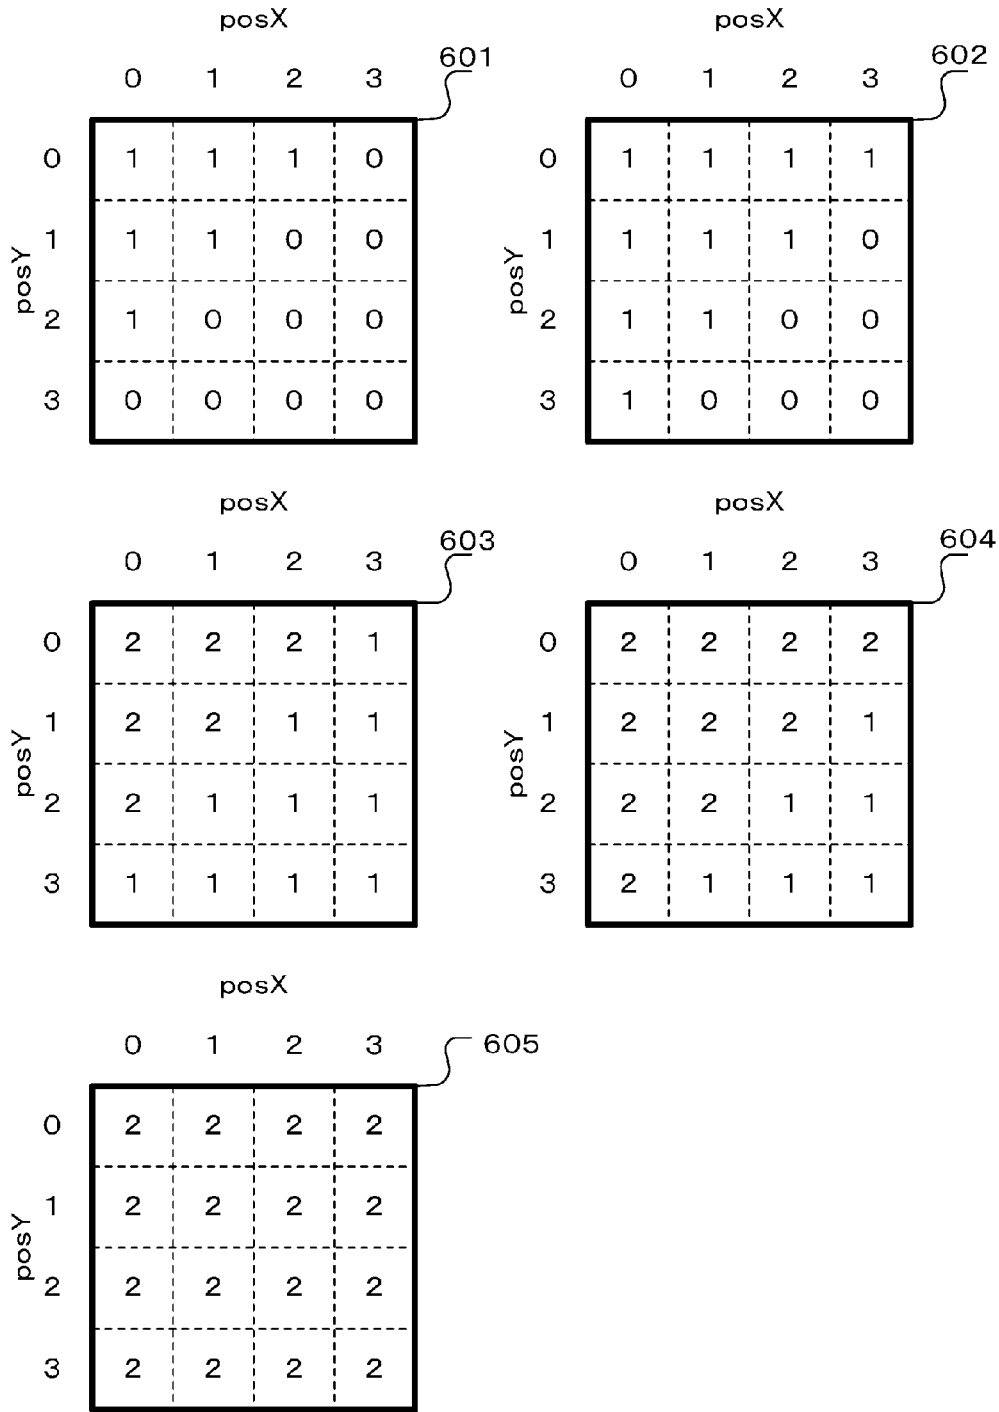 posX
601
0 1 2 3
0 1 1 1 0
1 1 1 0 0
2 1 0 0 0
3 0 0 0 0
posY
posX
602
0 1 2 3
0 1 1 1 1
1 1 1 1 0
2 1 1 0 0
3 1 0 0 0
posY
posX
603
0 1 2 3
0 2 2 2 1
1 2 2 1 1
2 2 1 1 1
3 1 1 1 1
posY
posX
604
0 1 2 3
0 2 2 2 2
1 2 2 2 1
2 2 2 1 1
3 2 1 1 1
posY
posX
605
0 1 2 3
0 2 2 2 2
1 2 2 2 2
2 2 2 2 2
3 2 2 2 2
posY